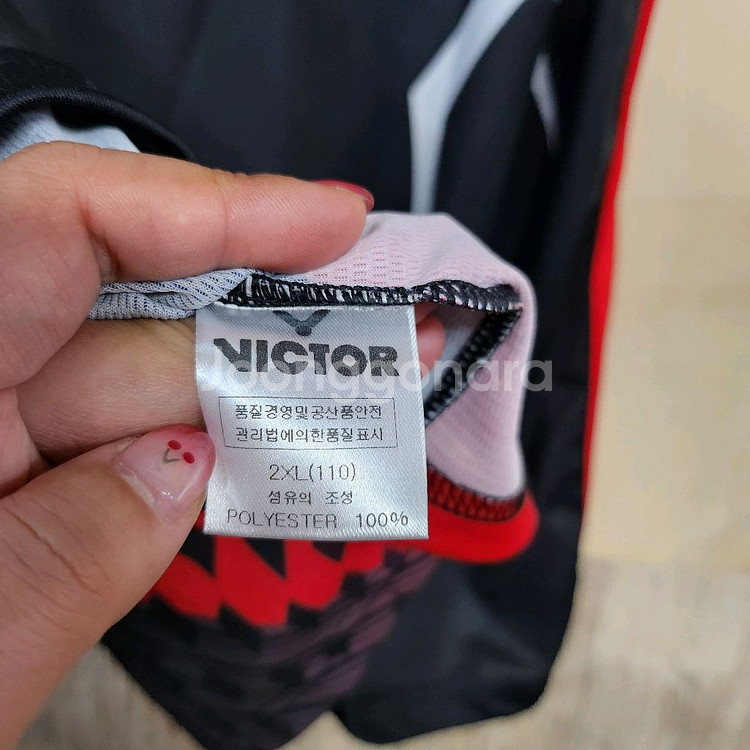 VICTOR
Joonggonara
품질경영및공산품안전
관리법에의한품질표시
2XL(110)
섬유의 조성
POLYESTER 100%